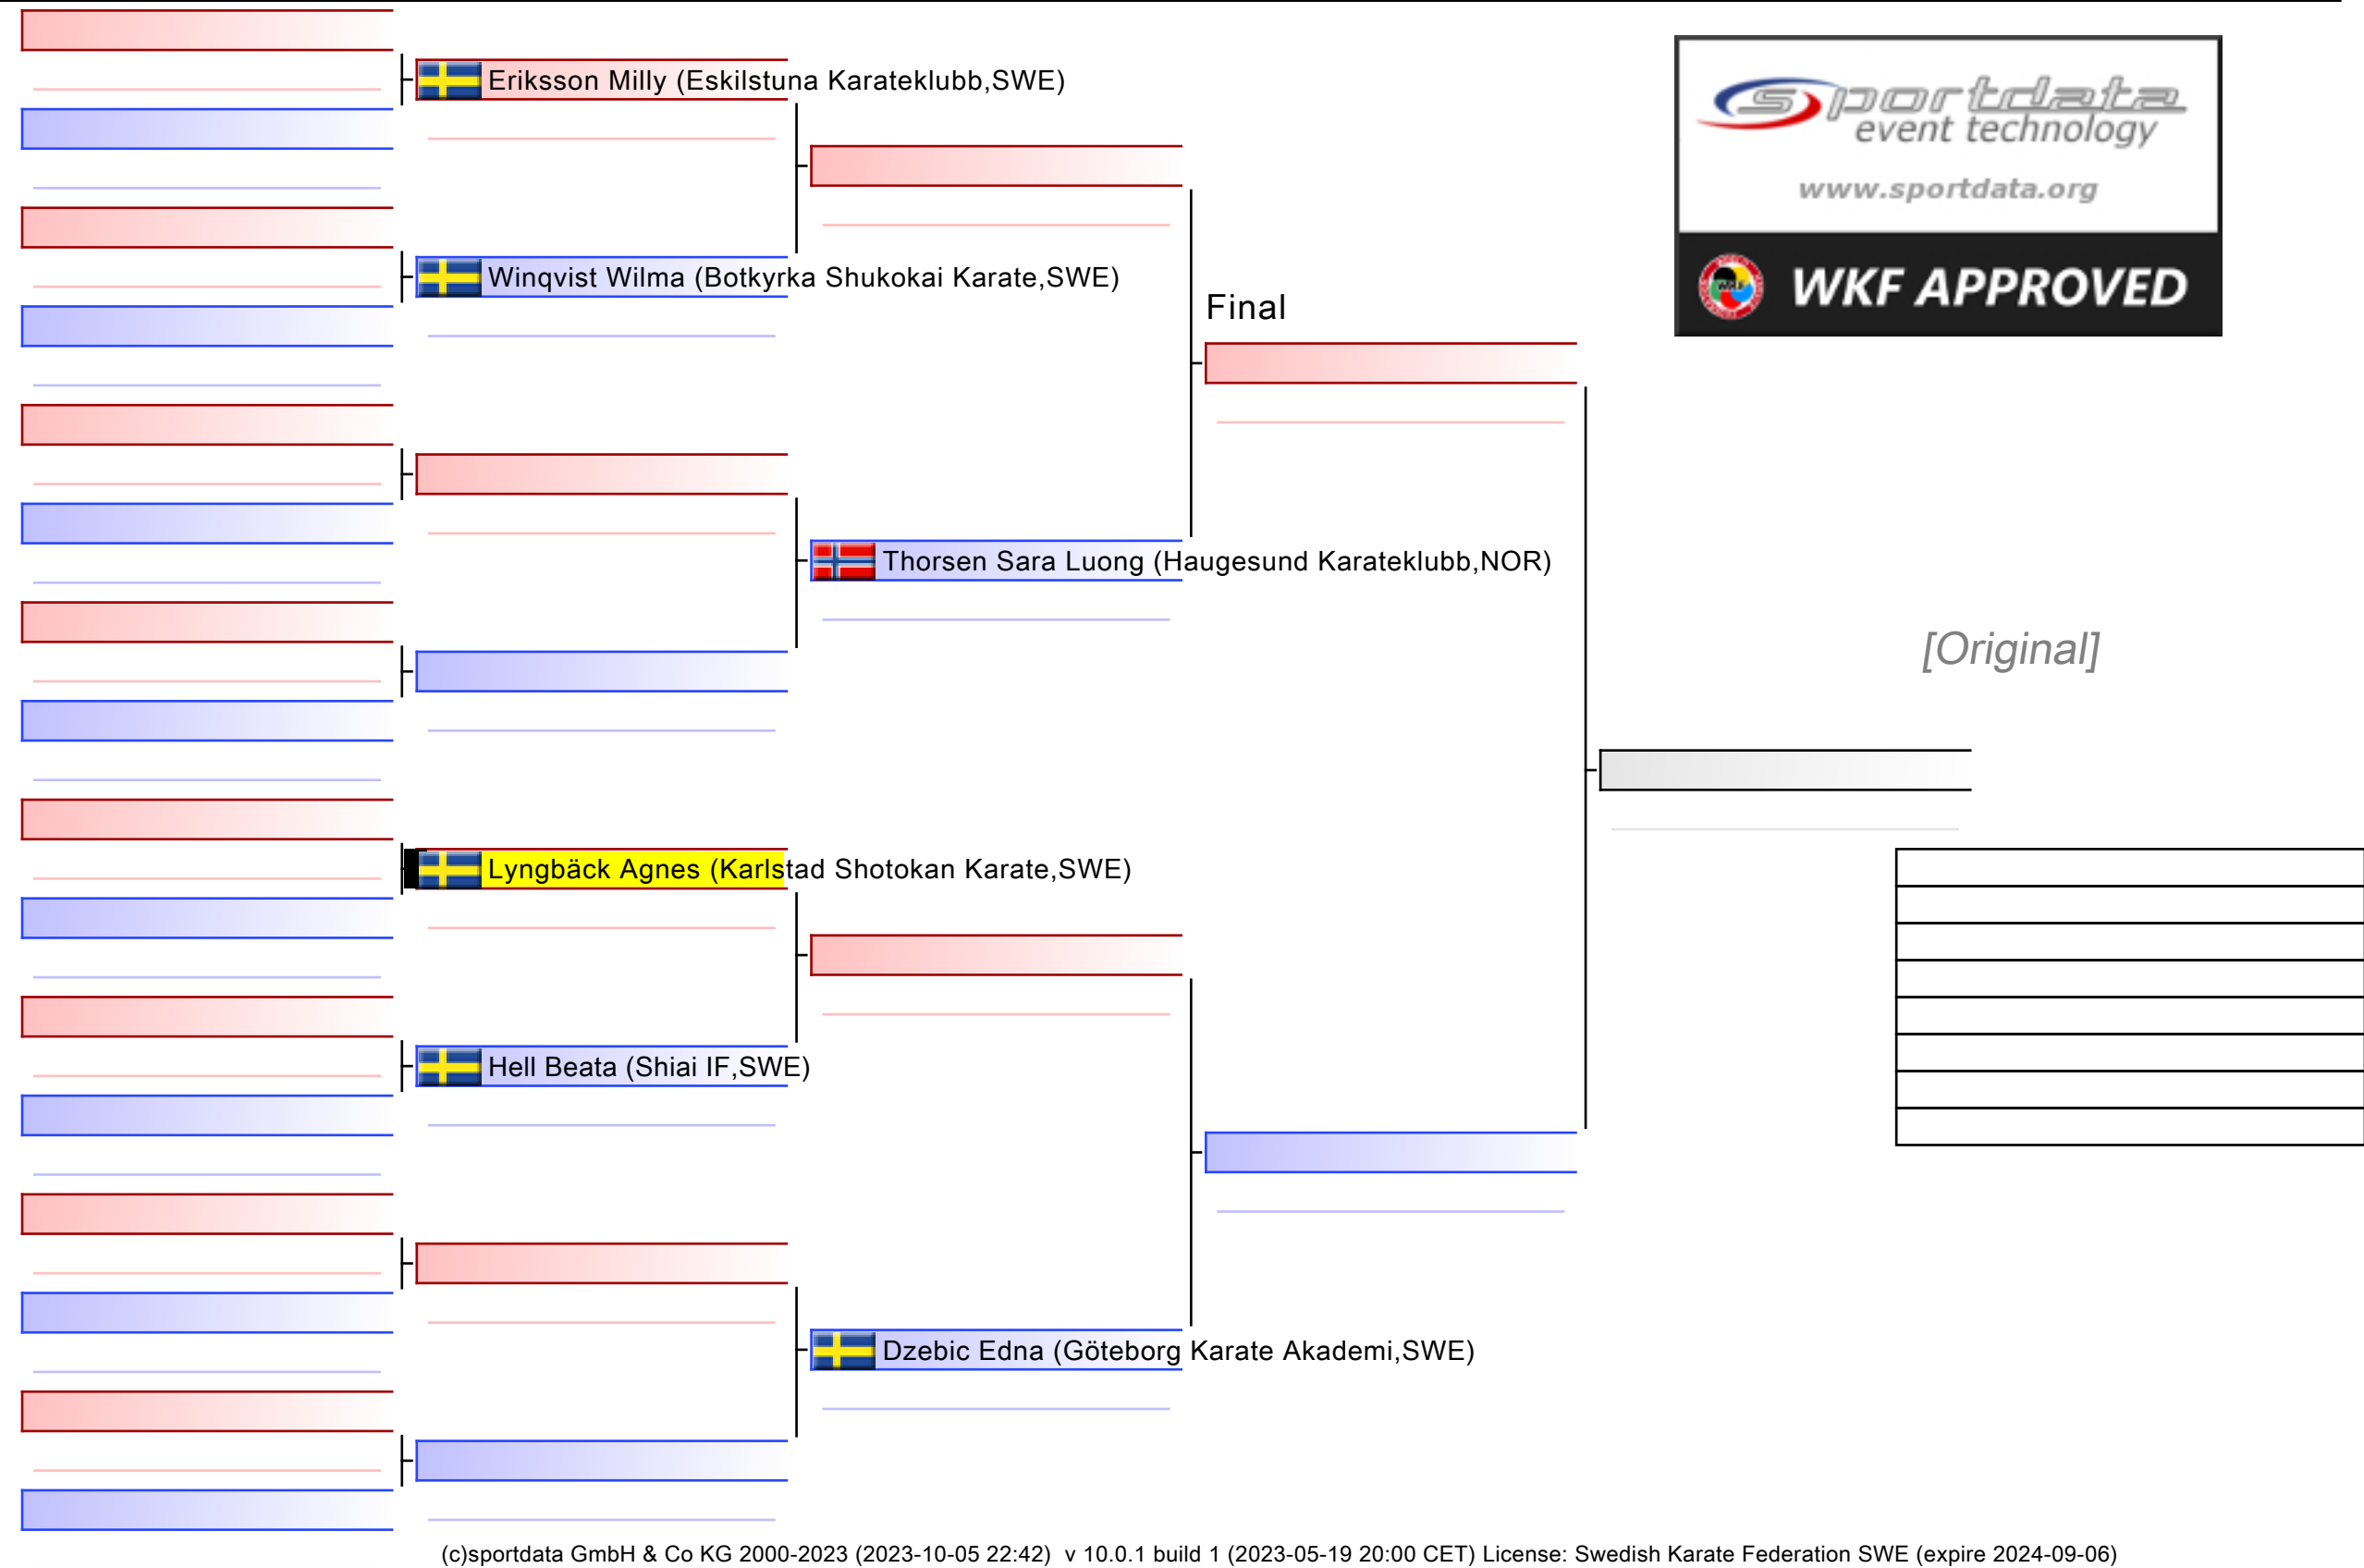 Eriksson Milly (Eskilstuna Karateklubb,SWE)
Winqvist Wilma (Botkyrka Shukokai Karate,SWE)
Thorsen Sara Luong (Haugesund Karateklubb,NOR)
Lyngbäck Agnes (Karlstad Shotokan Karate,SWE)
Hell Beata (Shiai IF,SWE)
Dzebic Edna (Göteborg Karate Akademi,SWE)
Final
sportdata
event technology
www.sportdata.org
WKF
WKF APPROVED
[Original]
(c)sportdata GmbH & Co KG 2000-2023 (2023-10-05 22:42) v 10.0.1 build 1 (2023-05-19 20:00 CET) License: Swedish Karate Federation SWE (expire 2024-09-06)